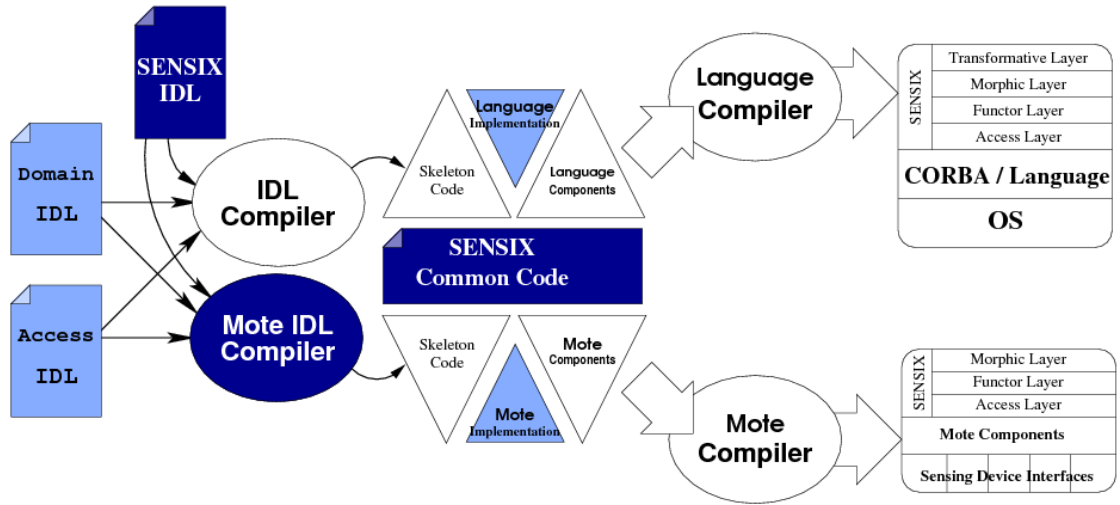 SENSIX
IDL
Domain
IDL
Access
IDL
IDL
Compiler
Mote IDL
Compiler
Skeleton
Code
Language
Implementation
Language
Components
SENSIX
Common Code
Skeleton
Code
Mote
Implementation
Mote
Components
Language
Compiler
Mote
Compiler
SENSIX
Transformative Layer
Morphic Layer
Functor Layer
Access Layer
CORBA / Language
OS
SENSIX
Morphic Layer
Functor Layer
Access Layer
Mote Components
Sensing Device Interfaces